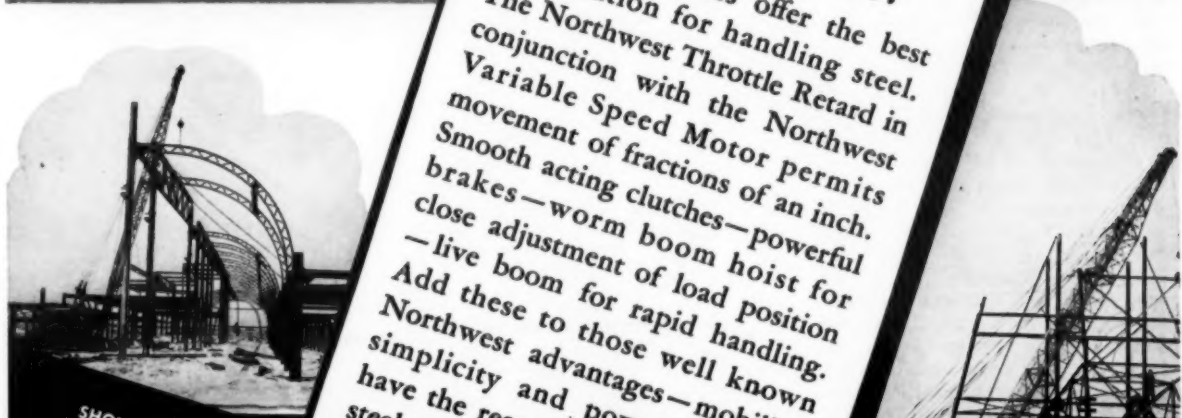 offer the best
for handling steel.
The Northwest Throttle Retard in
conjunction with the Northwest
Variable Speed Motor permits
movement of fractions of an inch.
Smooth acting clutches—powerful
brakes—worm boom hoist for
close adjustment of load position
—live boom for rapid handling.
Add these to those well known
Northwest advantages—
simplicity and
have the